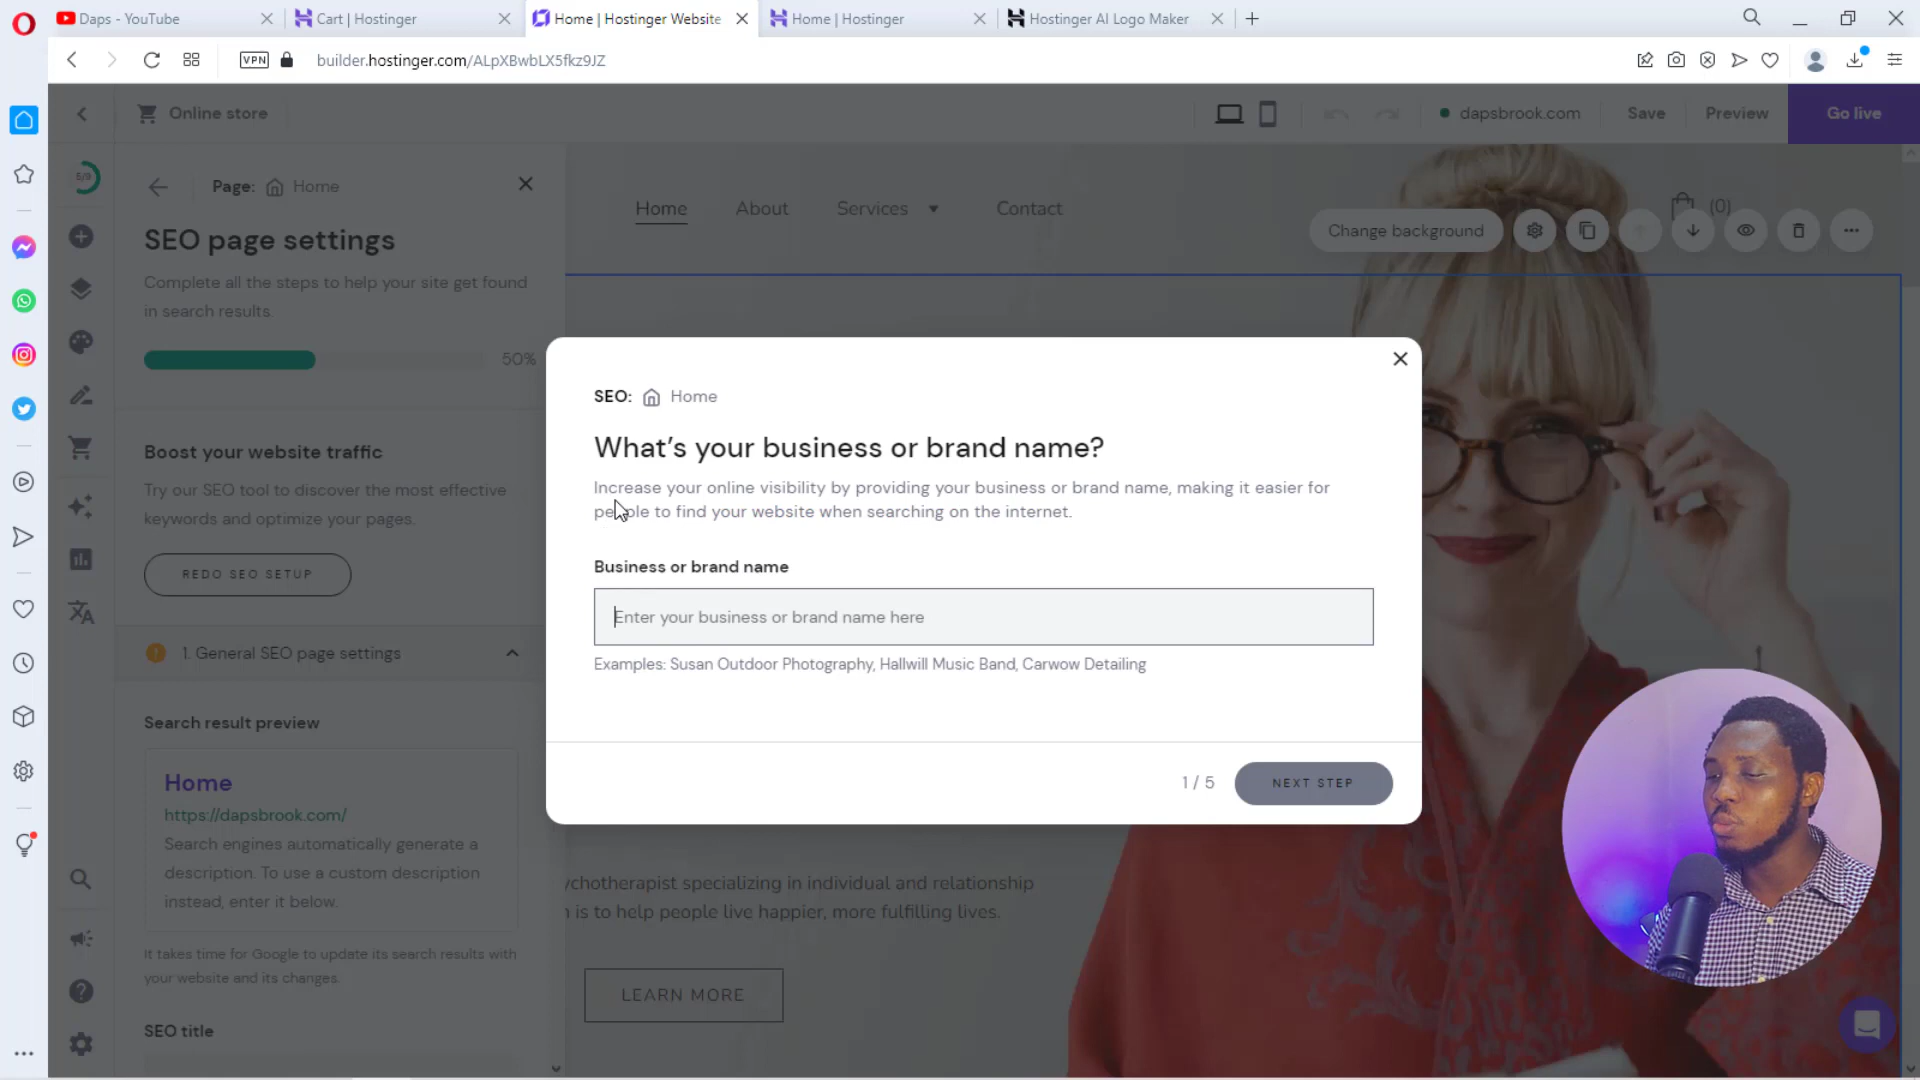 Daps - YouTube
Cart | Hostinger
Home | Hostinger Website
Home | Hostinger
Hostinger AI Logo Maker
VPN
builder.hostinger.com/ALpXBwbLX5fkz9JZ
Online store
dapsbrook.com
Save
Preview
Go live
5/9
Page: Home
SEO page settings
Complete all the steps to help your site get found
in search results.
50%
Boost your website traffic
Try our SEO tool to discover the most effective
keywords and optimize your pages.
REDO SEO SETUP
1. General SEO page settings
Search result preview
Home
https://dapsbrook.com/
Search engines automatically generate a
description. To use a custom description
instead, enter it below.
It takes time for Google to update its search results with
your website and its changes.
SEO title
Home
About
Services
Contact
(0)
Change background
SEO: Home
What's your business or brand name?
Increase your online visibility by providing your business or brand name, making it easier for
people to find your website when searching on the internet.
Business or brand name
Enter your business or brand name here
Examples: Susan Outdoor Photography, Hallwill Music Band, Carwow Detailing
1 / 5
NEXT STEP
ychotherapist specializing in individual and relationship
n is to help people live happier, more fulfilling lives.
LEARN MORE